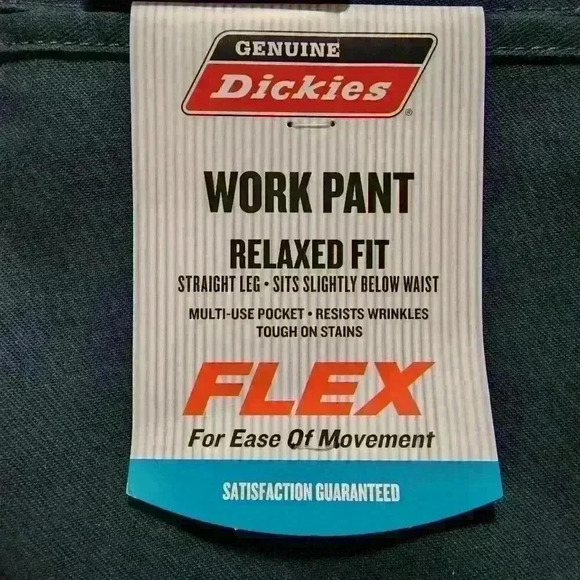 GENUINE
Dickies®
WORK PANT
RELAXED FIT
STRAIGHT LEG • SITS SLIGHTLY BELOW WAIST
MULTI-USE POCKET • RESISTS WRINKLES
TOUGH ON STAINS
FLEX
For Ease Of Movement
SATISFACTION GUARANTEED